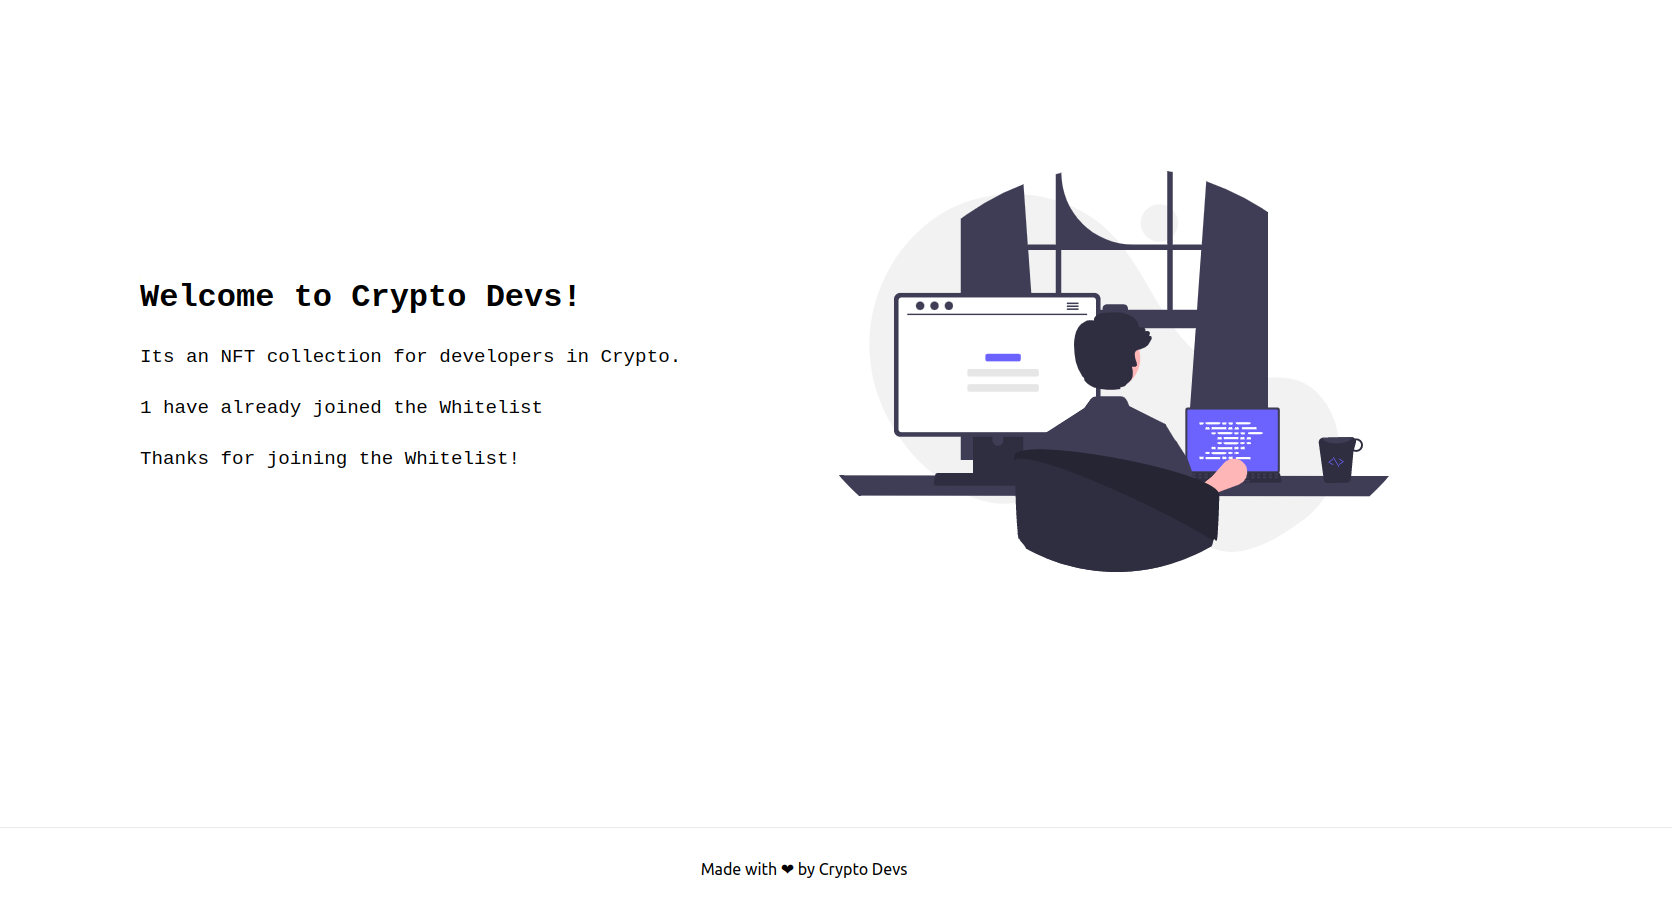 Welcome to Crypto Devs!
Its an NFT collection for developers in Crypto.
1 have already joined the Whitelist
Thanks for joining the Whitelist!
</>
Made with ❤ by Crypto Devs